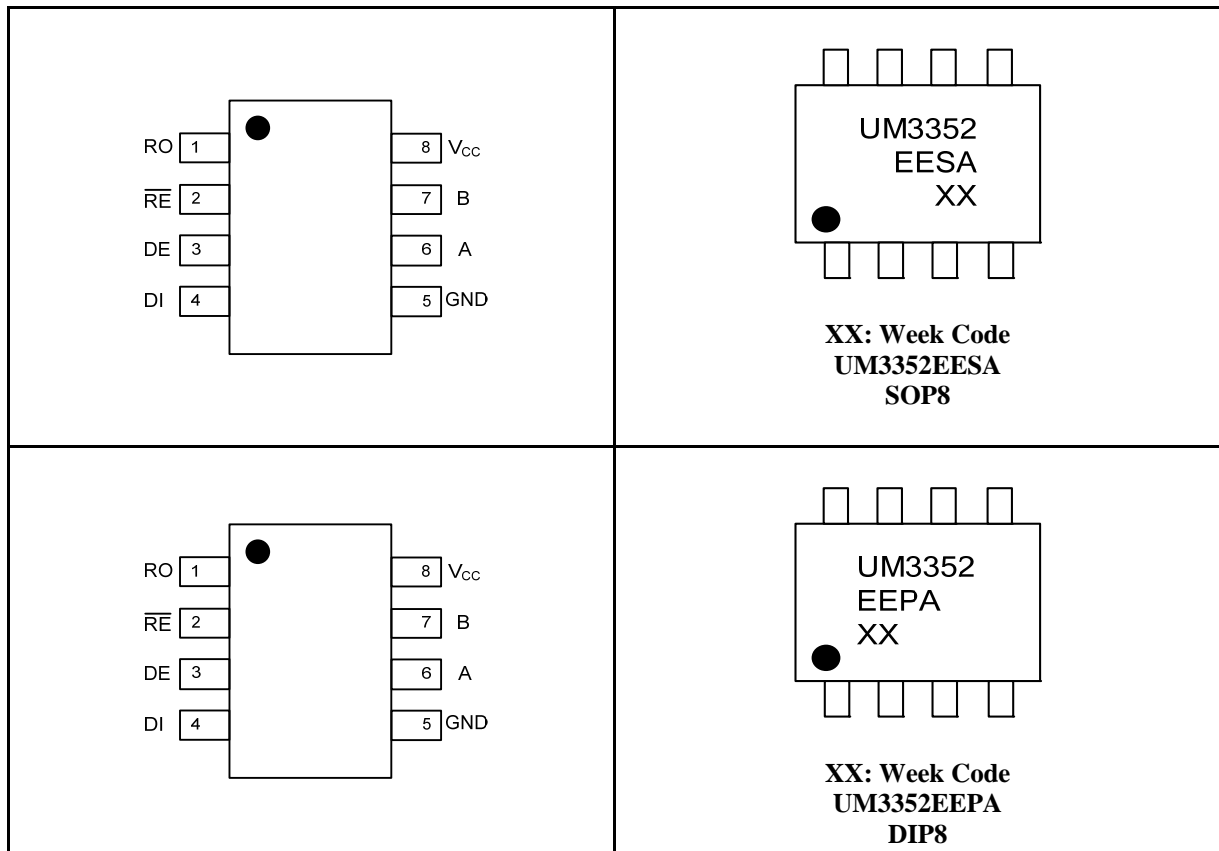 RO 1 8 VCC
R̅E̅ 2 7 B
DE 3 6 A
DI 4 5 GND
UM3352
EESA
XX
XX: Week Code
UM3352EESA
SOP8
RO 1 8 VCC
R̅E̅ 2 7 B
DE 3 6 A
DI 4 5 GND
UM3352
EEPA
XX
XX: Week Code
UM3352EEPA
DIP8